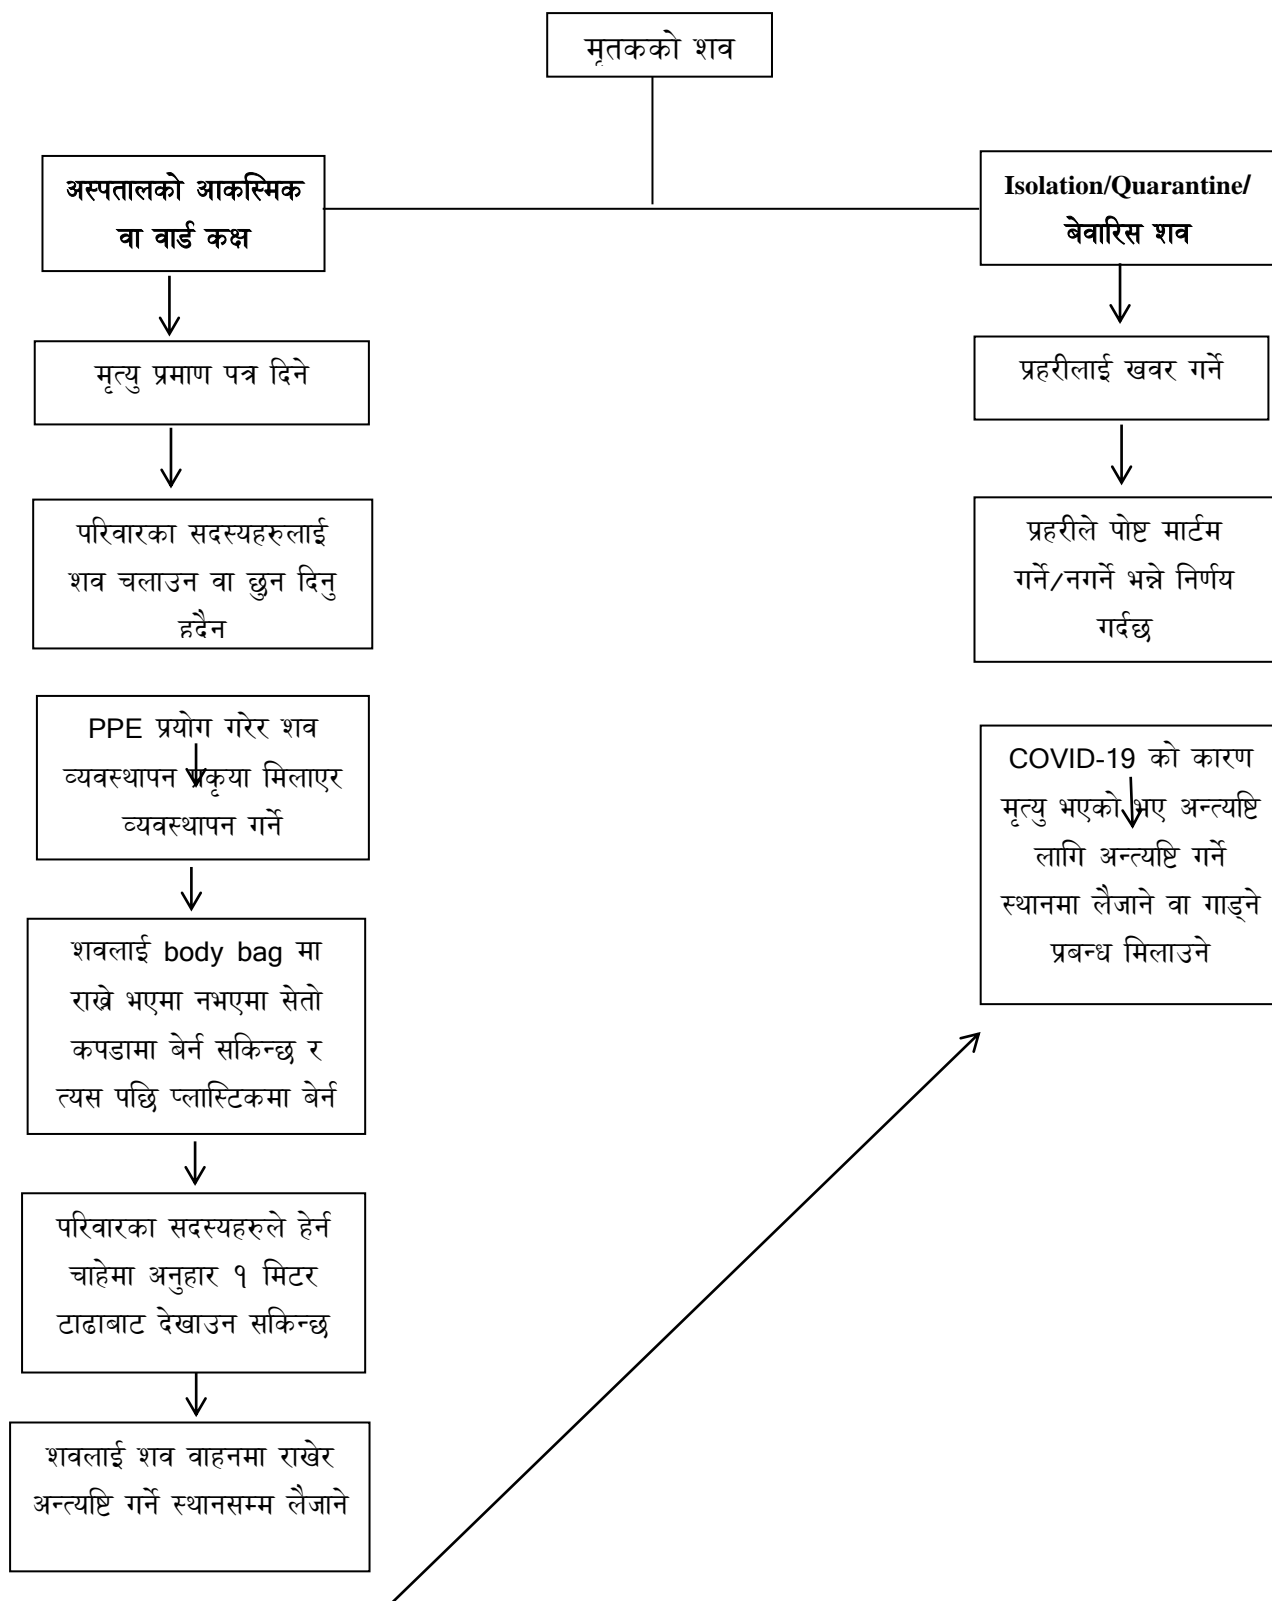 मृतकको शव
अस्पतालको आकस्मिक
वा वार्ड कक्ष
मृत्यु प्रमाण पत्र दिने
परिवारका सदस्यहरुलाई
शव चलाउन वा छुन दिनु
हुदैन
PPE प्रयोग गरेर शव
व्यवस्थापन प्रकृया मिलाएर
व्यवस्थापन गर्ने
शवलाई body bag मा
राख्ने भएमा नभएमा सेतो
कपडामा बेर्न सकिन्छ र
त्यस पछि प्लास्टिकमा बेर्न
परिवारका सदस्यहरुले हेर्न
चाहेमा अनुहार १ मिटर
टाढाबाट देखाउन सकिन्छ
शवलाई शव वाहनमा राखेर
अन्त्यष्टि गर्ने स्थानसम्म लैजाने
Isolation/Quarantine/
बेवारिस शव
प्रहरीलाई खवर गर्ने
प्रहरीले पोष्ट मार्टम
गर्ने/नगर्ने भन्ने निर्णय
गर्दछ
COVID-19 को कारण
मृत्यु भएको भए अन्त्यष्टि
लागि अन्त्यष्टि गर्ने
स्थानमा लैजाने वा गाड्ने
प्रबन्ध मिलाउने